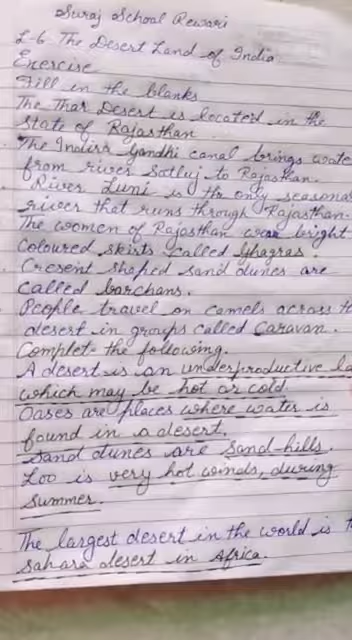 Suraj School Rewari
L-6 The Desert Land of India
Exercise
Fill in the blanks
The Thar Desert is located in the
State of Rajasthan
The Indira Gandhi canal brings wate
from river Satluj to Rajasthan.
River Luni is the only seasonal
river that runs through Rajasthan.
The women of Rajasthan wear bright
Coloured skirts called Ghagras.
Cresent shaped sand dunes are
called barchans.
People travel on camels across t
desert in groups called Caravan.
Complete the following.
A desert is an underproductive la
which may be hot or cold
Oases are places where water is
found in a desert.
Sand dunes are Sand-hills.
Loo is very hot winds, during
Summer.
The largest desert in the world is t
Sahara desert in Africa.